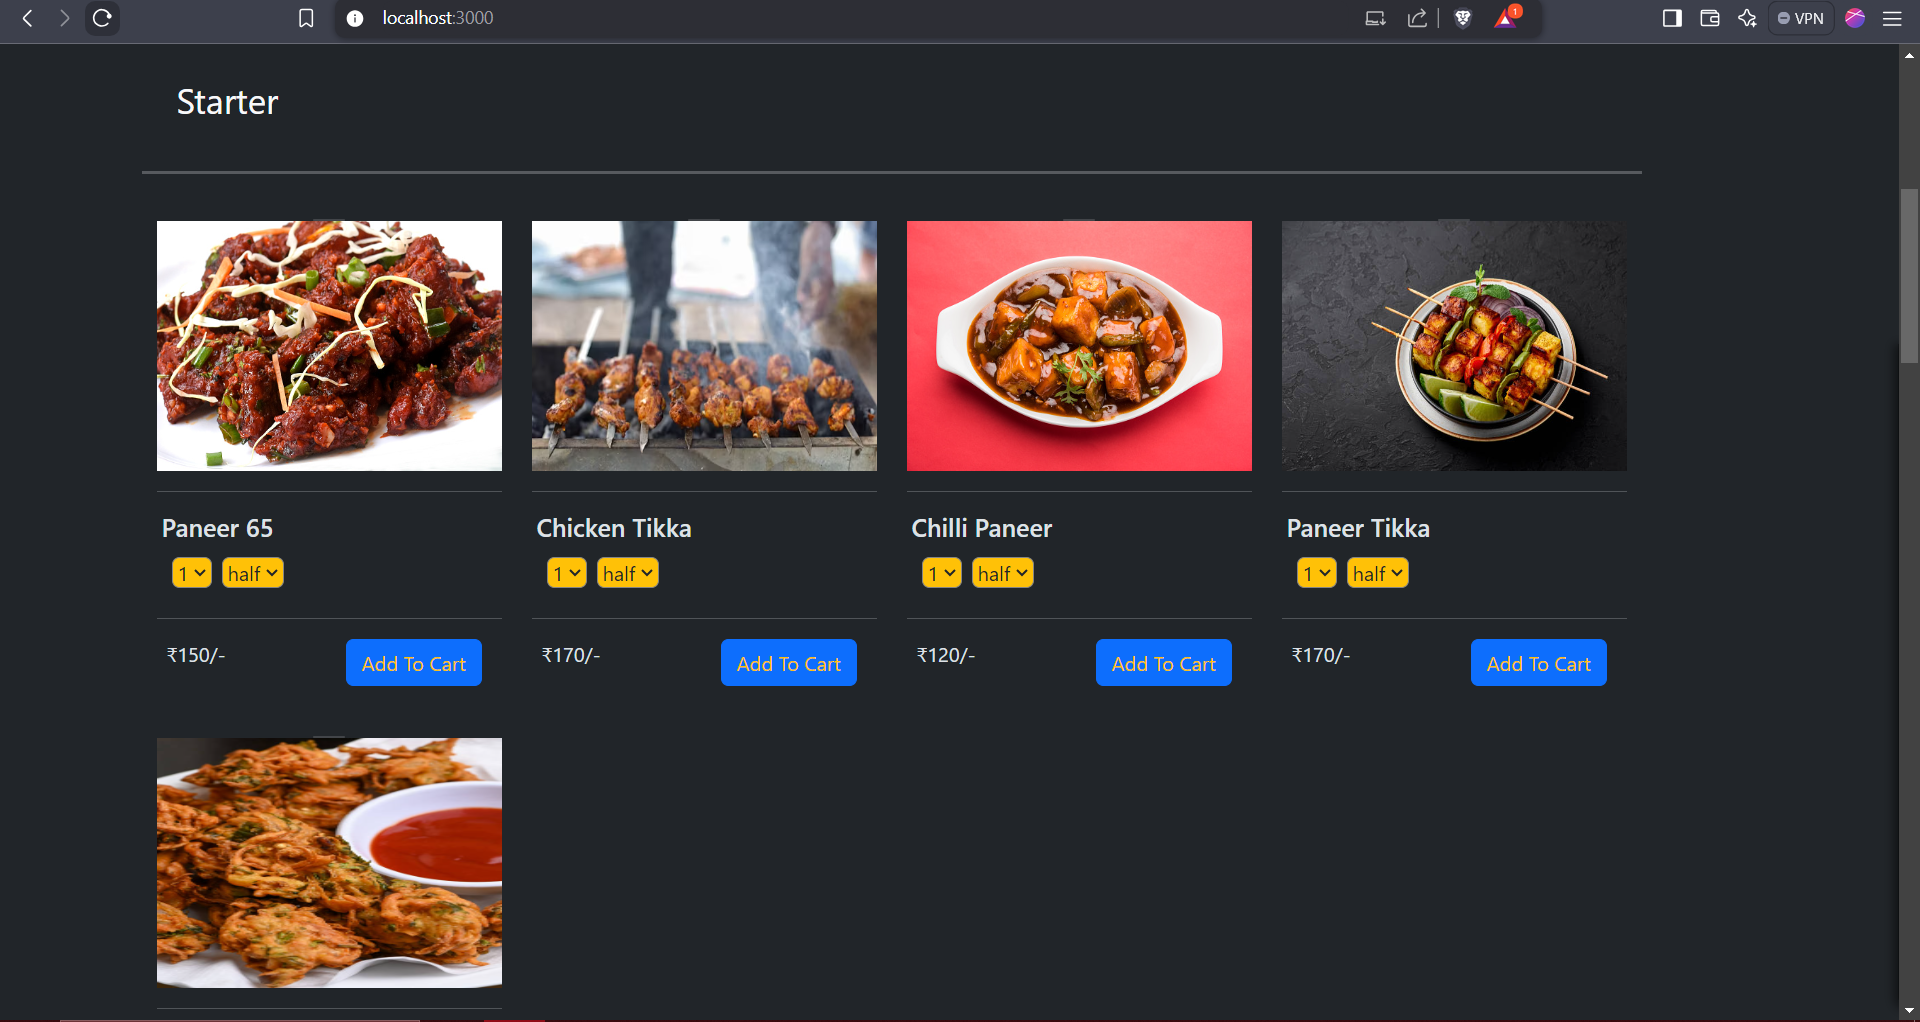 localhost:3000
1
VPN
Starter
Paneer 65
1 half
₹150/-
Add To Cart
Chicken Tikka
1 half
₹170/-
Add To Cart
Chilli Paneer
1 half
₹120/-
Add To Cart
Paneer Tikka
1 half
₹170/-
Add To Cart